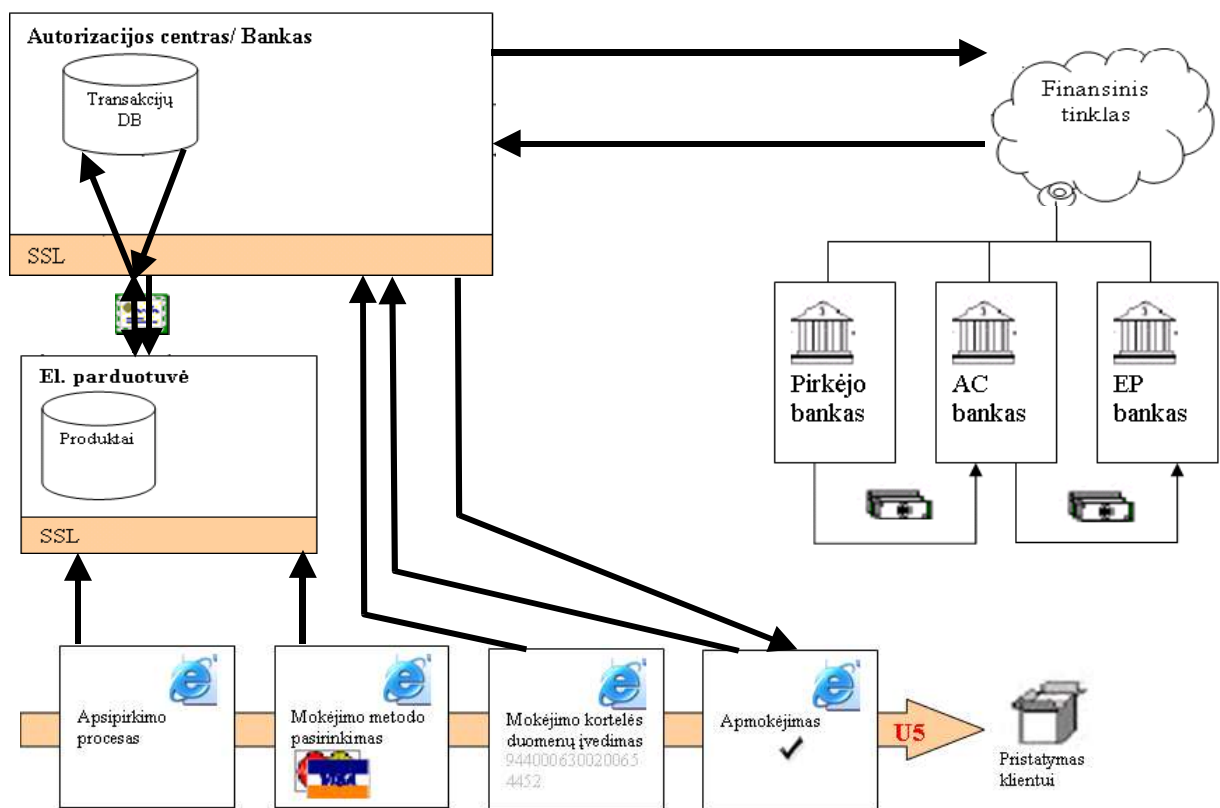 Autorizacijos centras/ Bankas
Transakcijų
DB
SSL
Finansinis
tinklas
Pirkėjo
bankas
AC
bankas
EP
bankas
El. parduotuvė
Produktai
SSL
Apsipirkimo
procesas
Mokėjimo metodo
pasirinkimas
VISA
Mokėjimo kortelės
duomenų įvedimas
944000630020065
4452
Apmokėjimas
U5
Pristatymas
klientui